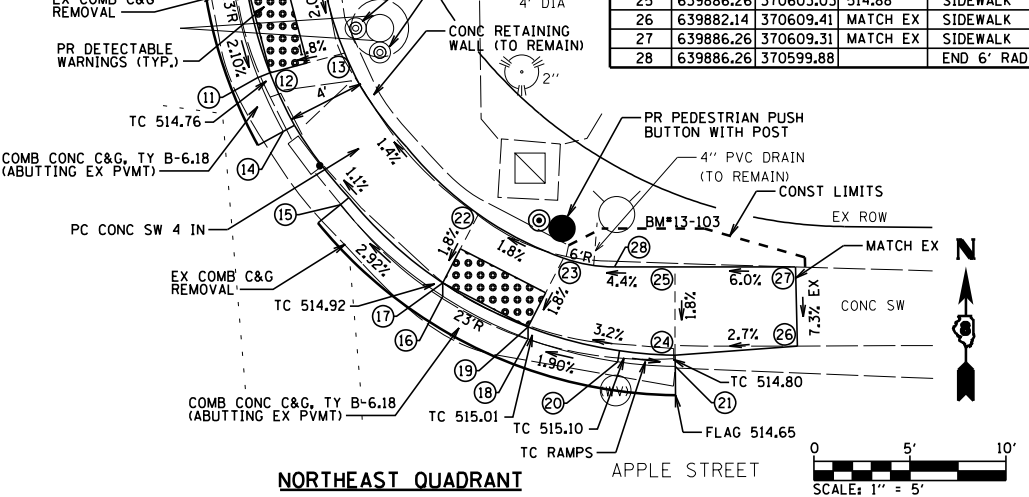 EX COMB C&G
REMOVAL
3'R
2.10%
PR DETECTABLE
WARNINGS (TYP.)
1.8%
2.0
4' DIA
CONC RETAINING
WALL (TO REMAIN)
2"
25 639886.26 370603.03 514.88 SIDEWALK
26 639882.14 370609.41 MATCH EX SIDEWALK
27 639886.26 370609.31 MATCH EX SIDEWALK
28 639886.26 370599.88 END 6' RAD
11
12
13
4'
TC 514.76
COMB CONC C&G, TY B-6.18
(ABUTTING EX PVMT)
14
1.4%
1.1%
15
PC CONC SW 4 IN
PR PEDESTRIAN PUSH
BUTTON WITH POST
4" PVC DRAIN
(TO REMAIN)
CONST LIMITS
BM#13-103
EX ROW
MATCH EX
N
22
1.8%
1.8%
6'R
28
23
4.4%
25
6.0%
27
EX COMB C&G
REMOVAL
2.92%
TC 514.92
17
16
23'R
1.8%
1.8%
7.3% EX
CONC SW
3.2%
24
2.7%
26
19
18
1.90%
20
21
TC 514.80
COMB CONC C&G, TY B-6.18
(ABUTTING EX PVMT)
TC 515.01
TC 515.10
TC RAMPS
FLAG 514.65
NORTHEAST QUADRANT
APPLE STREET
0 5' 10'
SCALE: 1" = 5'